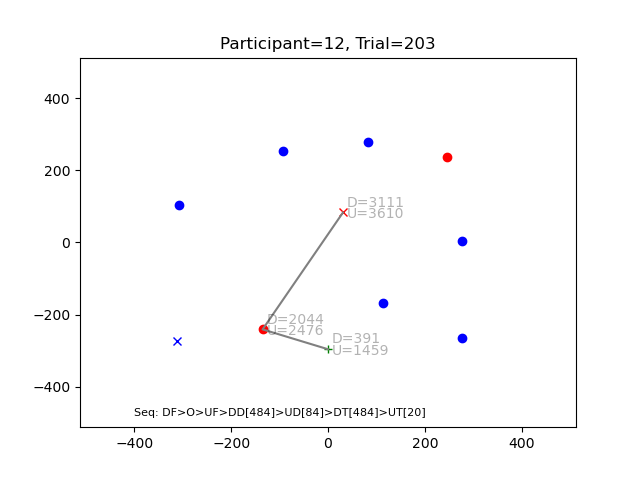 Participant=12, Trial=203
400
200
0
−200
−400
D=3111
U=3610
D=2044
U=2476
D=391
U=1459
Seq: DF>O>UF>DD[484]>UD[84]>DT[484]>UT[20]
−400 −200 0 200 400